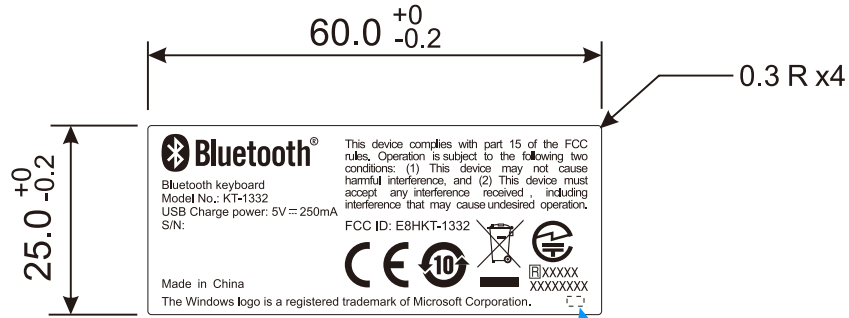 60.0 +0 -0.2
0.3 R x4
25.0 +0 -0.2
Bluetooth®
Bluetooth keyboard
Model No.: KT-1332
USB Charge power: 5V⎓250mA
S/N:
Made in China
This device complies with part 15 of the FCC
rules. Operation is subject to the following two
conditions: (1) This device may not cause
harmful interference, and (2) This device must
accept any interference received , including
interference that may cause undesired operation.
FCC ID: E8HKT-1332
CE
10
R XXXXX
XXXXXXXX
The Windows logo is a registered trademark of Microsoft Corporation.